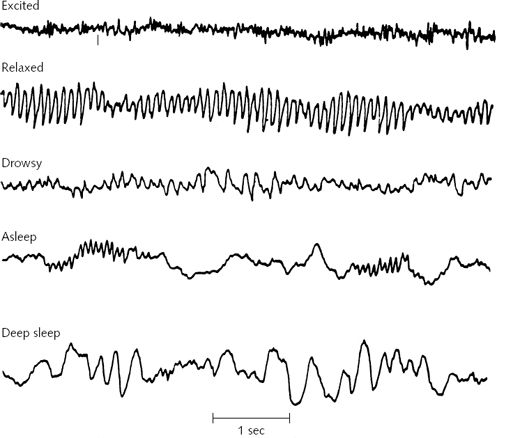 Excited
Relaxed
Drowsy
Asleep
Deep sleep
1 sec